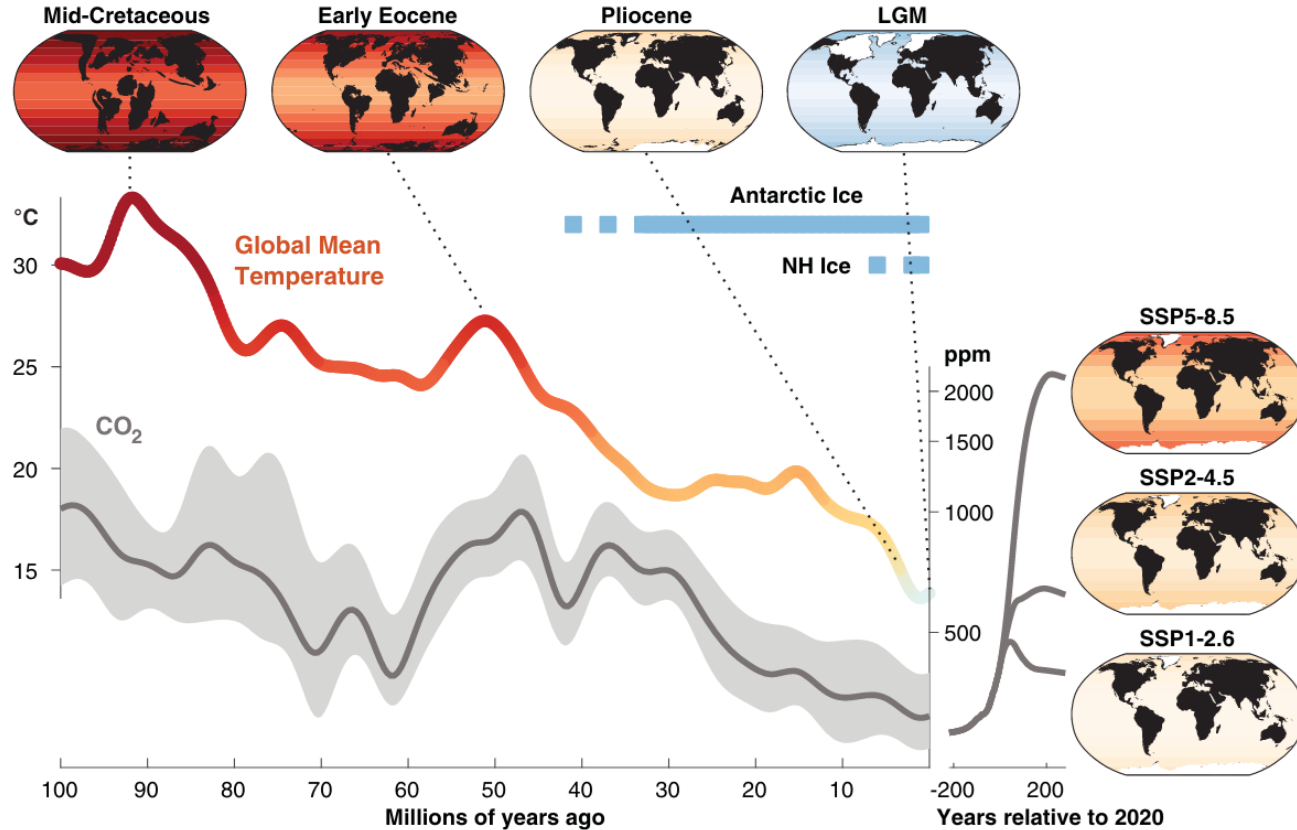 Mid-Cretaceous
Early Eocene
Pliocene
LGM
°C
30
25
20
15
Global Mean
Temperature
Antarctic Ice
NH Ice
CO₂
ppm
2000
1500
1000
500
SSP5-8.5
SSP2-4.5
SSP1-2.6
100 90 80 70 60 50 40 30 20 10 0
-200 200
Millions of years ago
Years relative to 2020